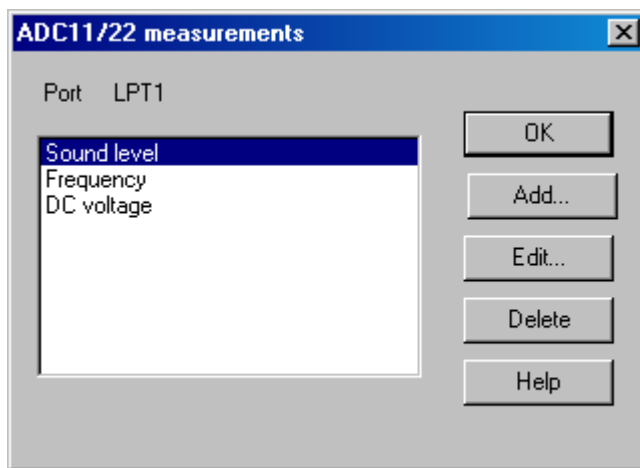 ADC11/22 measurements
Port LPT1
Sound level
Frequency
DC voltage
OK
Add...
Edit...
Delete
Help